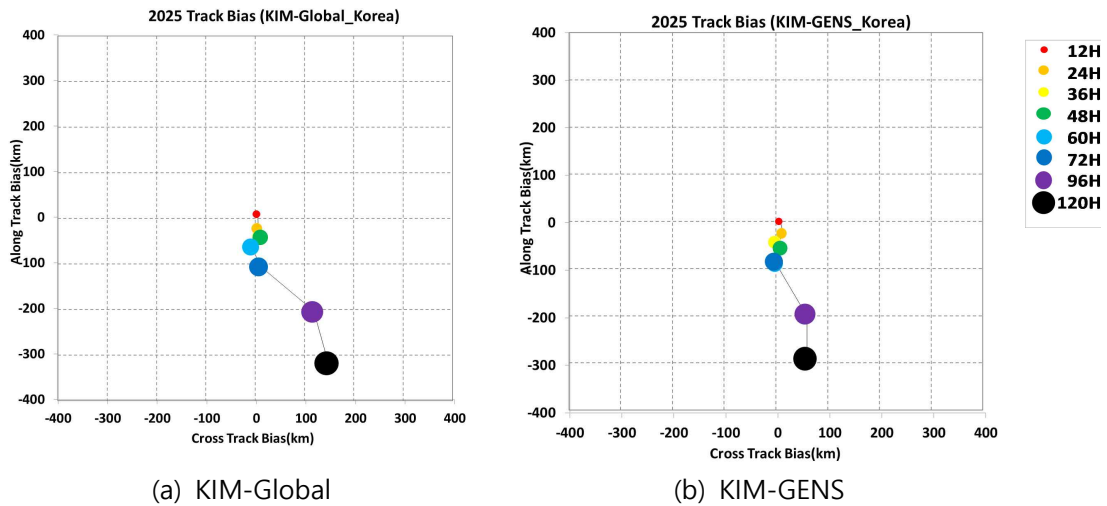 2025 Track Bias (KIM-Global_Korea)
400
300
200
100
0
-100
-200
-300
-400
Along Track Bias(km)
-400 -300 -200 -100 0 100 200 300 400
Cross Track Bias(km)
(a) KIM-Global
2025 Track Bias (KIM-GENS_Korea)
400
300
200
100
0
-100
-200
-300
-400
Along Track Bias(km)
-400 -300 -200 -100 0 100 200 300 400
Cross Track Bias(km)
(b) KIM-GENS
12H
24H
36H
48H
60H
72H
96H
120H